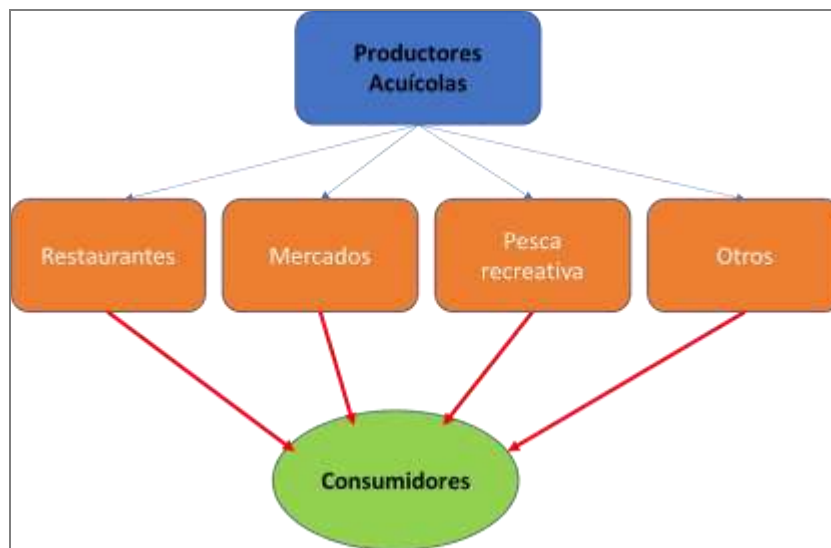 Productores
Acuícolas
Restaurantes
Mercados
Pesca
recreativa
Otros
Consumidores